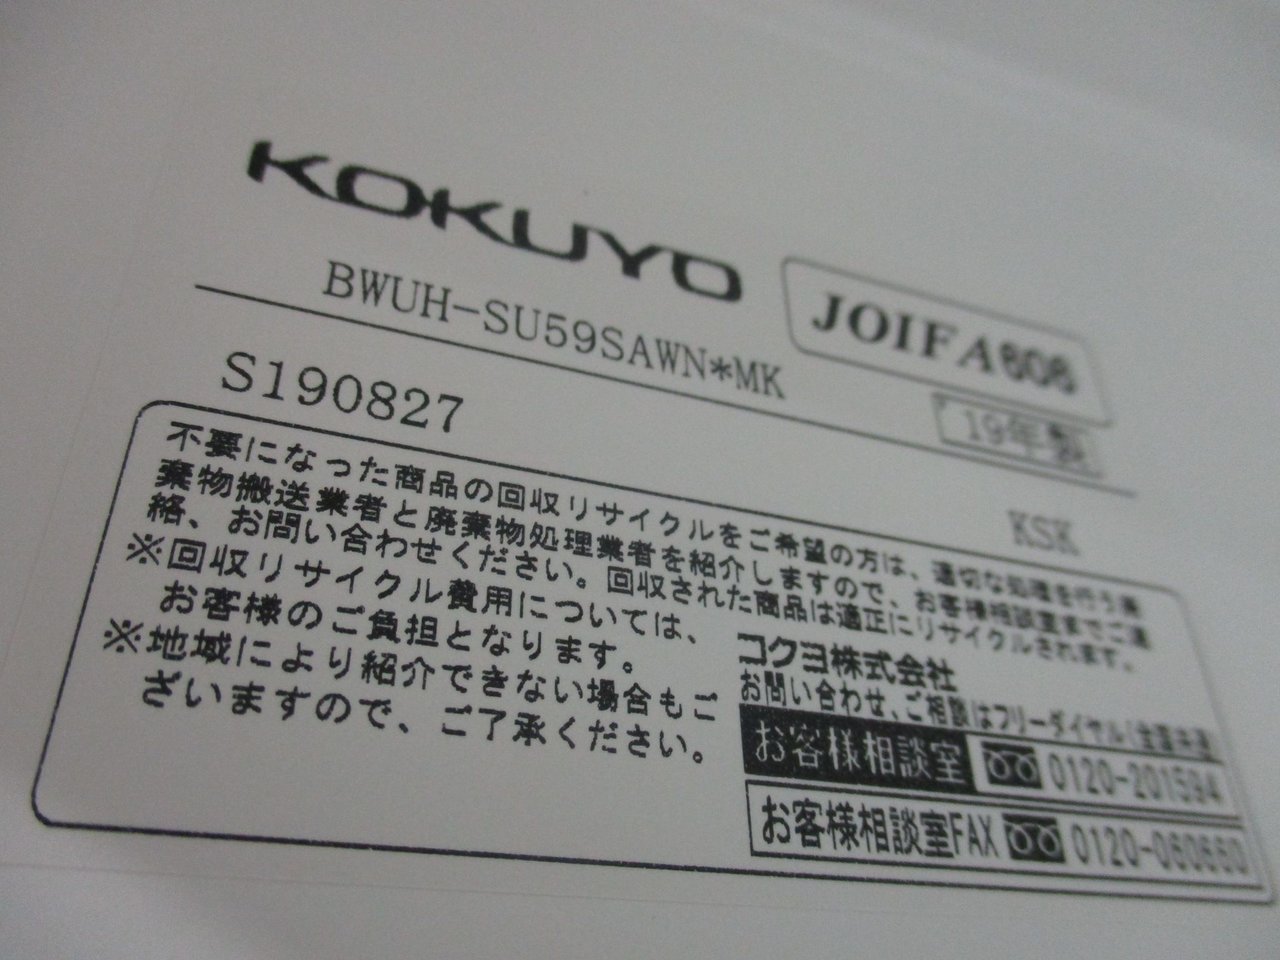 KOKUYO
JOIFA608
BWUH-SU59SAWN*MK
19年製
S190827
KSK
不要になった商品の回収リサイクルをご希望の方は、適切な処理を行う廃
棄物搬送業者と廃棄物処理業者を紹介しますので、お客様相談室までご連
絡、お問い合わせください。回収された商品は適正にリサイクルされます。
※回収リサイクル費用については、
お客様のご負担となります。
※地域により紹介できない場合もご
ざいますので、ご了承ください。
コクヨ株式会社
お問い合わせ、ご相談はフリーダイヤル(全国共通
お客様相談室 0120-201594
お客様相談室FAX 0120-060660